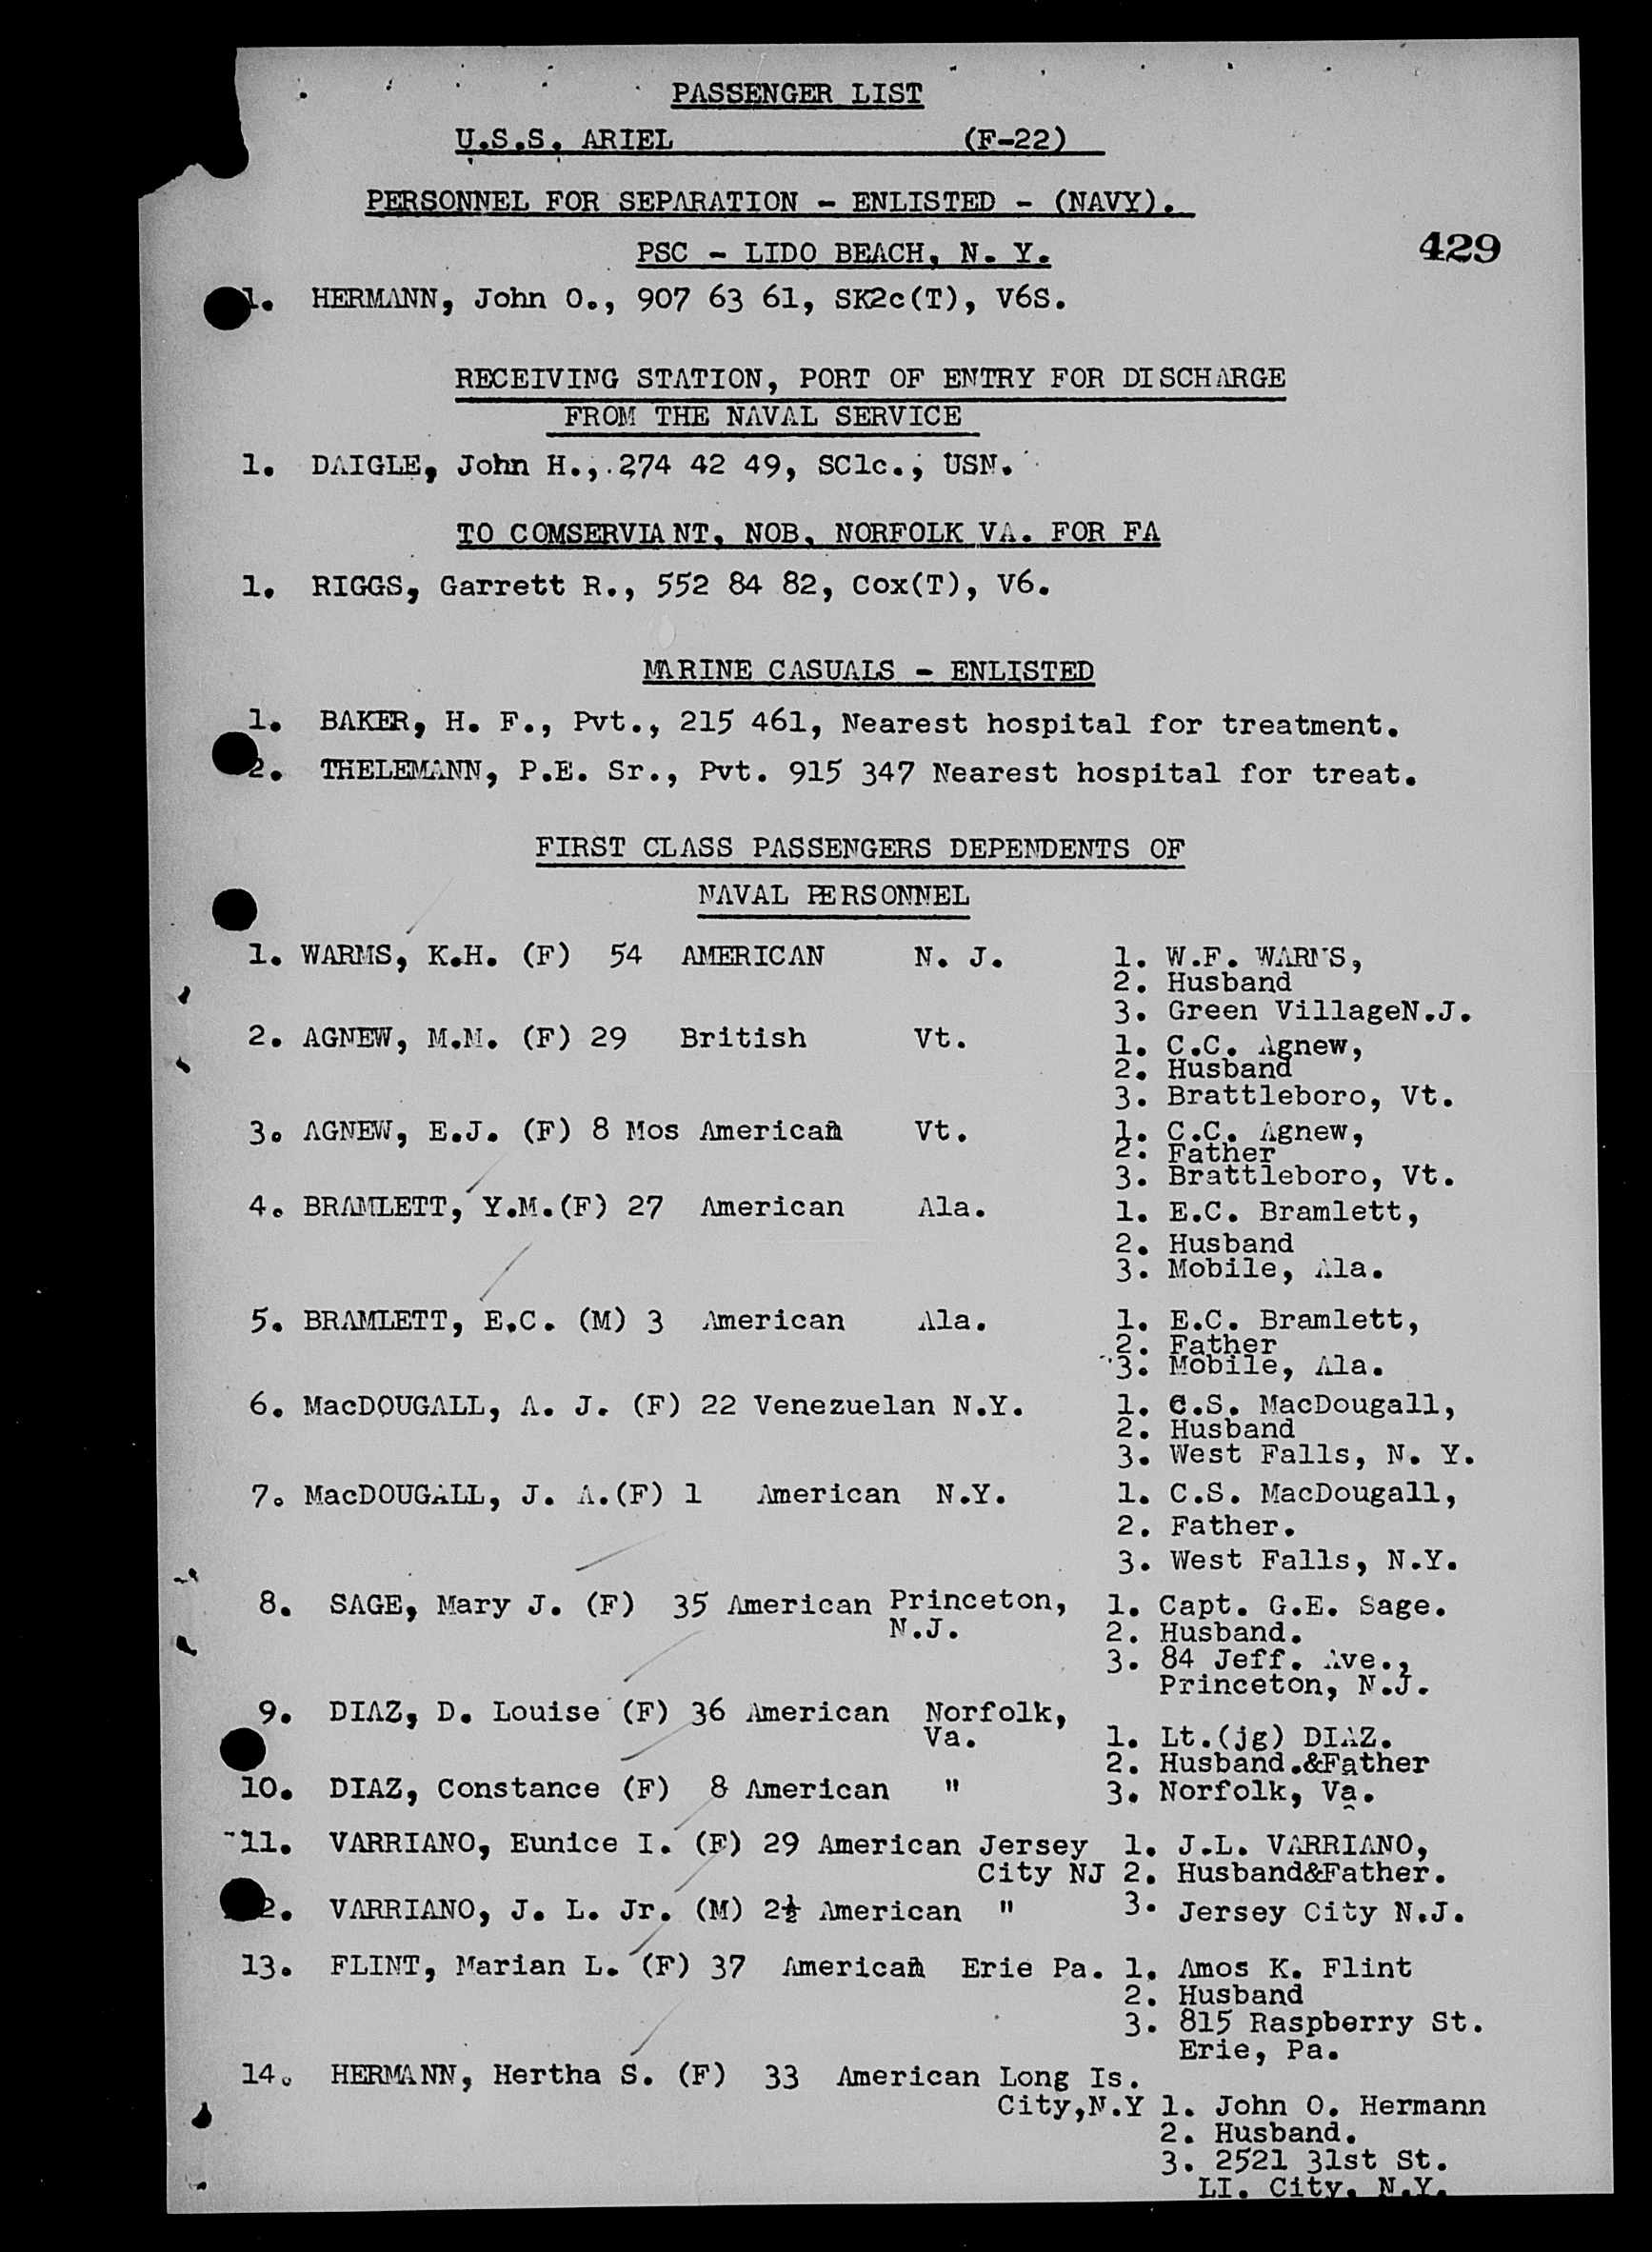 PASSENGER LIST
U.S.S. ARIEL (F-22)
PERSONNEL FOR SEPARATION - ENLISTED - (NAVY).
PSC - LIDO BEACH, N. Y.
429
1. HERMANN, John O., 907 63 61, SK2c(T), V6S.
RECEIVING STATION, PORT OF ENTRY FOR DISCHARGE
FROM THE NAVAL SERVICE
1. DAIGLE, John H., 274 42 49, SC1c., USN.
TO COMSERVIANT, NOB, NORFOLK VA. FOR FA
1. RIGGS, Garrett R., 552 84 82, Cox(T), V6.
MARINE CASUALS - ENLISTED
1. BAKER, H. F., Pvt., 215 461, Nearest hospital for treatment.
2. THELEMANN, P.E. Sr., Pvt. 915 347 Nearest hospital for treat.
FIRST CLASS PASSENGERS DEPENDENTS OF
NAVAL PERSONNEL
1. WARMS, K.H. (F) 54 AMERICAN N. J. 1. W.F. WARMS,
2. Husband
3. Green VillageN.J.
2. AGNEW, M.M. (F) 29 British Vt. 1. C.C. Agnew,
2. Husband
3. Brattleboro, Vt.
3. AGNEW, E.J. (F) 8 Mos American Vt. 1. C.C. Agnew,
2. Father
3. Brattleboro, Vt.
4. BRAMLETT, Y.M.(F) 27 American Ala. 1. E.C. Bramlett,
2. Husband
3. Mobile, Ala.
5. BRAMLETT, E.C. (M) 3 American Ala. 1. E.C. Bramlett,
2. Father
3. Mobile, Ala.
6. MacDOUGALL, A. J. (F) 22 Venezuelan N.Y. 1. C.S. MacDougall,
2. Husband
3. West Falls, N. Y.
7. MacDOUGALL, J. A.(F) 1 American N.Y. 1. C.S. MacDougall,
2. Father.
3. West Falls, N.Y.
8. SAGE, Mary J. (F) 35 American Princeton, 1. Capt. G.E. Sage.
N.J. 2. Husband.
3. 84 Jeff. Ave.,
Princeton, N.J.
9. DIAZ, D. Louise (F) 36 American Norfolk,
Va. 1. Lt.(jg) DIAZ.
2. Husband.&Father
10. DIAZ, Constance (F) 8 American " 3. Norfolk, Va.
11. VARRIANO, Eunice I. (F) 29 American Jersey 1. J.L. VARRIANO,
City NJ 2. Husband&Father.
12. VARRIANO, J. L. Jr. (M) 2½ American " 3. Jersey City N.J.
13. FLINT, Marian L. (F) 37 American Erie Pa. 1. Amos K. Flint
2. Husband
3. 815 Raspberry St.
Erie, Pa.
14. HERMANN, Hertha S. (F) 33 American Long Is.
City,N.Y 1. John O. Hermann
2. Husband.
3. 2521 31st St.
LI. City. N.Y.